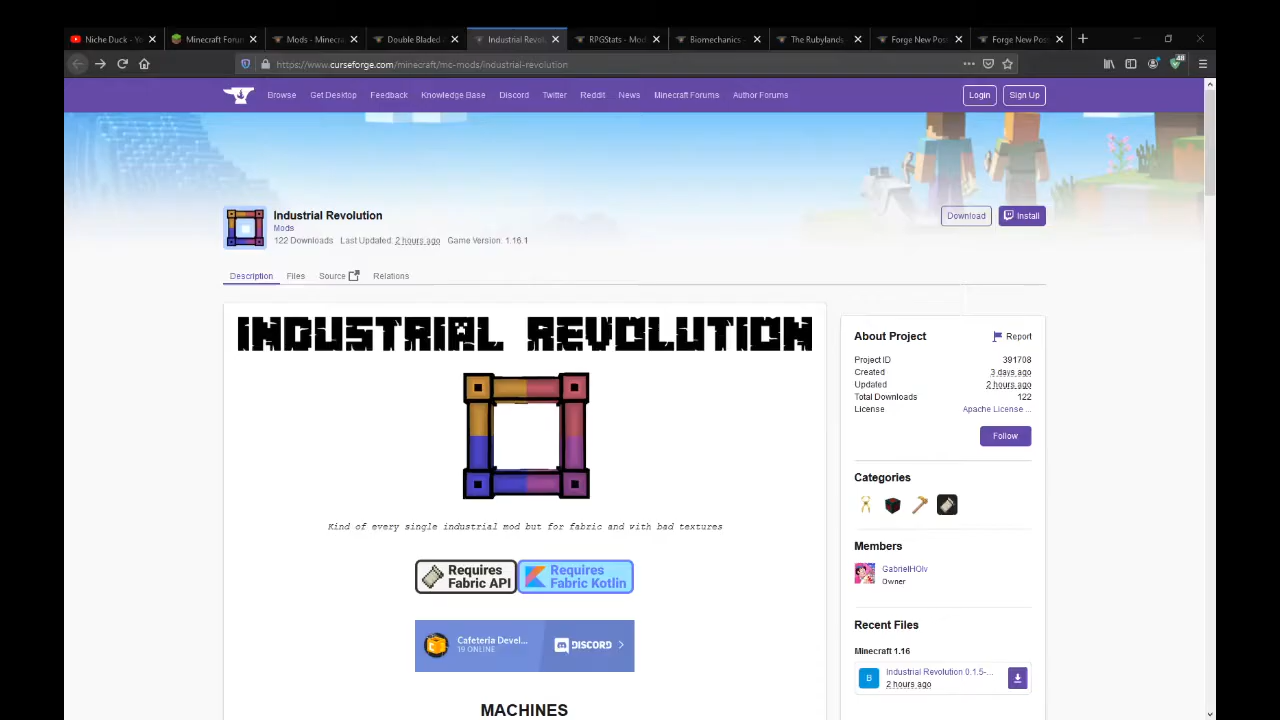 Niche Duck - Yo
Minecraft Forum
Mods - Minecra
Double Bladed
Industrial Revol
RPGStats - Mod
Biomechanics -
The Rubylands
Forge New Post
Forge New Post
https://www.curseforge.com/minecraft/mc-mods/industrial-revolution
48
Browse
Get Desktop
Feedback
Knowledge Base
Discord
Twitter
Reddit
News
Minecraft Forums
Author Forums
Login
Sign Up
Industrial Revolution
Mods
122 Downloads Last Updated: 2 hours ago Game Version: 1.16.1
Download
Install
Description
Files
Source
Relations
INDUSTRIAL REVOLUTION
Kind of every single industrial mod but for fabric and with bad textures
Requires
Fabric API
Requires
Fabric Kotlin
Cafeteria Devel...
19 ONLINE
DISCORD
MACHINES
About Project
Report
Project ID 391708
Created 3 days ago
Updated 2 hours ago
Total Downloads: 122
License Apache License ...
Follow
Categories
Members
GabrielHOlv
Owner
Recent Files
Minecraft 1.16
B
Industrial Revolution 0.1.5-...
2 hours ago